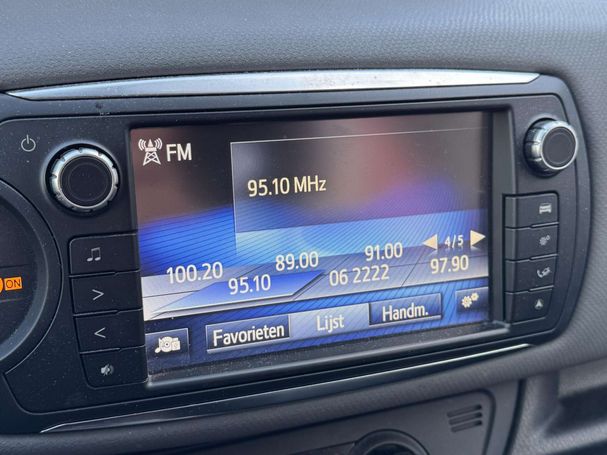 FM
95.10 MHz
4/5
100.20 89.00 91.00
95.10 06 2222 97.90
Favorieten Lijst Handm.
ON